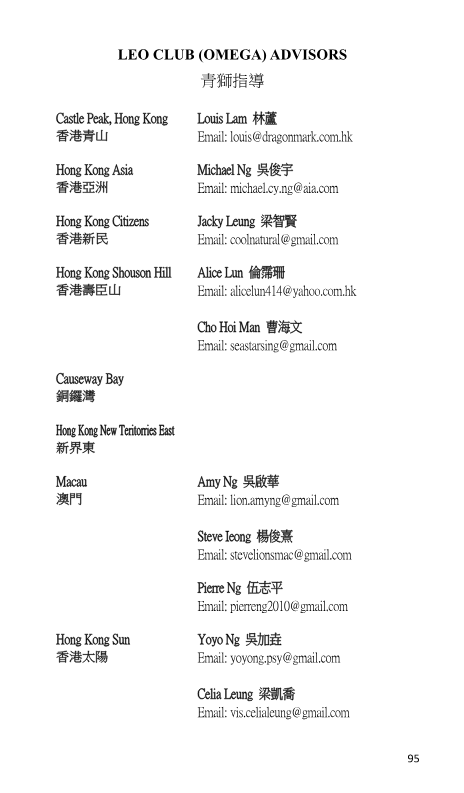 LEO CLUB (OMEGA) ADVISORS
青獅指導
Castle Peak, Hong Kong Louis Lam 林蘆
香港青山 Email: louis@dragonmark.com.hk
Hong Kong Asia Michael Ng 吳俊宇
香港亞洲 Email: michael.cy.ng@aia.com
Hong Kong Citizens Jacky Leung 梁智賢
香港新民 Email: coolnatural@gmail.com
Hong Kong Shouson Hill Alice Lun 倫霈珊
香港壽臣山 Email: alicelun414@yahoo.com.hk
Cho Hoi Man 曹海文
Email: seastarsing@gmail.com
Causeway Bay
銅鑼灣
Hong Kong New Teritorries East
新界東
Macau Amy Ng 吳啟華
澳門 Email: lion.amyng@gmail.com
Steve Ieong 楊俊熹
Email: stevelionsmac@gmail.com
Pierre Ng 伍志平
Email: pierreng2010@gmail.com
Hong Kong Sun Yoyo Ng 吳加垚
香港太陽 Email: yoyong.psy@gmail.com
Celia Leung 梁凱喬
Email: vis.celialeung@gmail.com
95